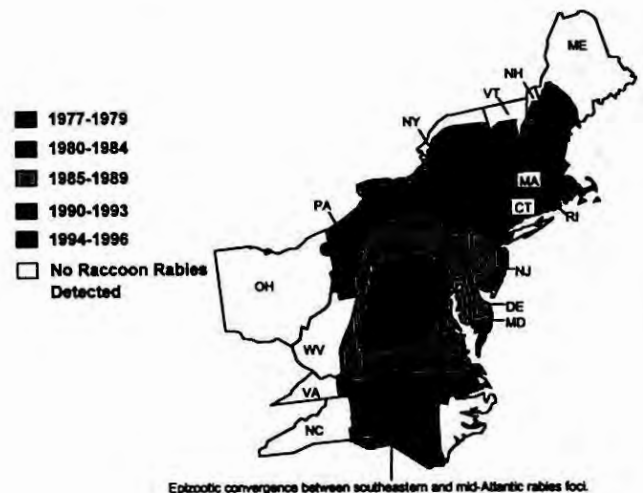 1977-1979
1980-1984
1985-1989
1990-1993
1994-1996
No Raccoon Rabies
Detected
ME
NH
VT
NY
MA
CT
RI
PA
NJ
OH
DE
MD
WV
VA
NC
Epizootic convergence between southeastern and mid-Atlantic rabies foci.